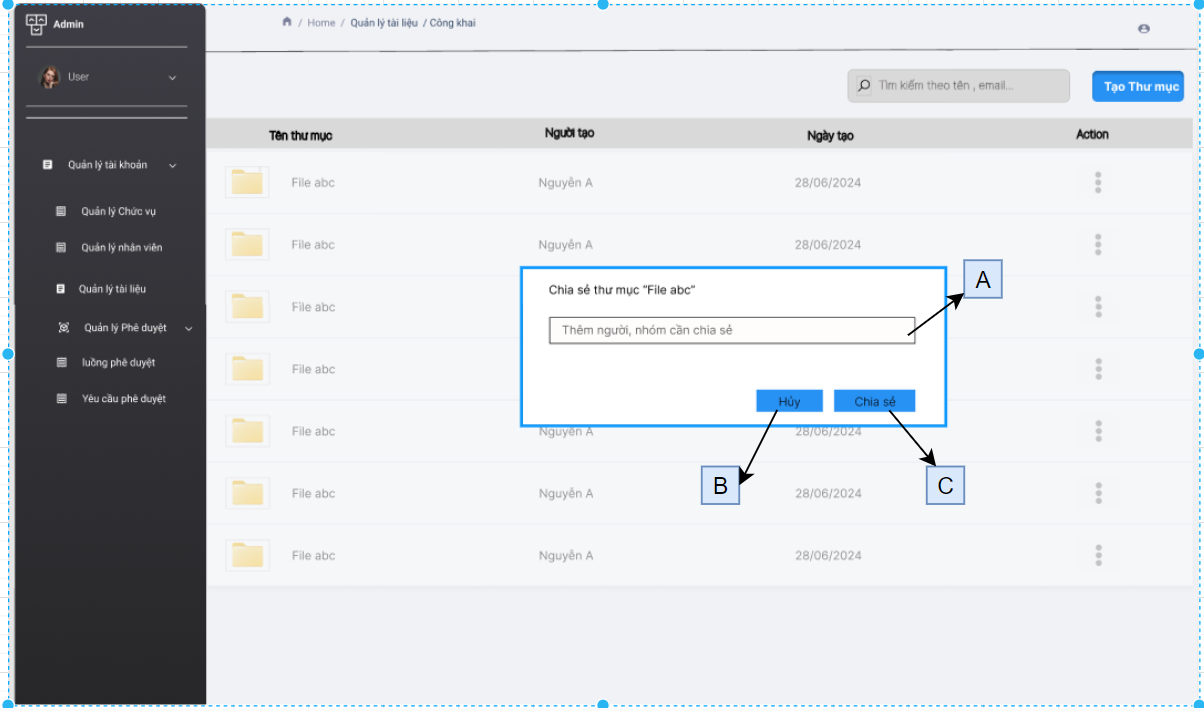 Admin
/ Home / Quản lý tài liệu / Công khai
User
Tìm kiếm theo tên , email...
Tạo Thư mục
Tên thư mục Người tạo Ngày tạo Action
Quản lý tài khoản
File abc Nguyễn A 28/06/2024
Quản lý Chức vụ
Quản lý nhân viên
File abc Nguyễn A 28/06/2024
Quản lý tài liệu
Chia sẻ thư mục "File abc"
A
File abc
Quản lý Phê duyệt
Thêm người, nhóm cần chia sẻ
luồng phê duyệt
File abc
Yêu cầu phê duyệt
Hủy Chia sẻ
File abc Nguyễn A 28/06/2024
B C
File abc Nguyễn A 28/06/2024
File abc Nguyễn A 28/06/2024